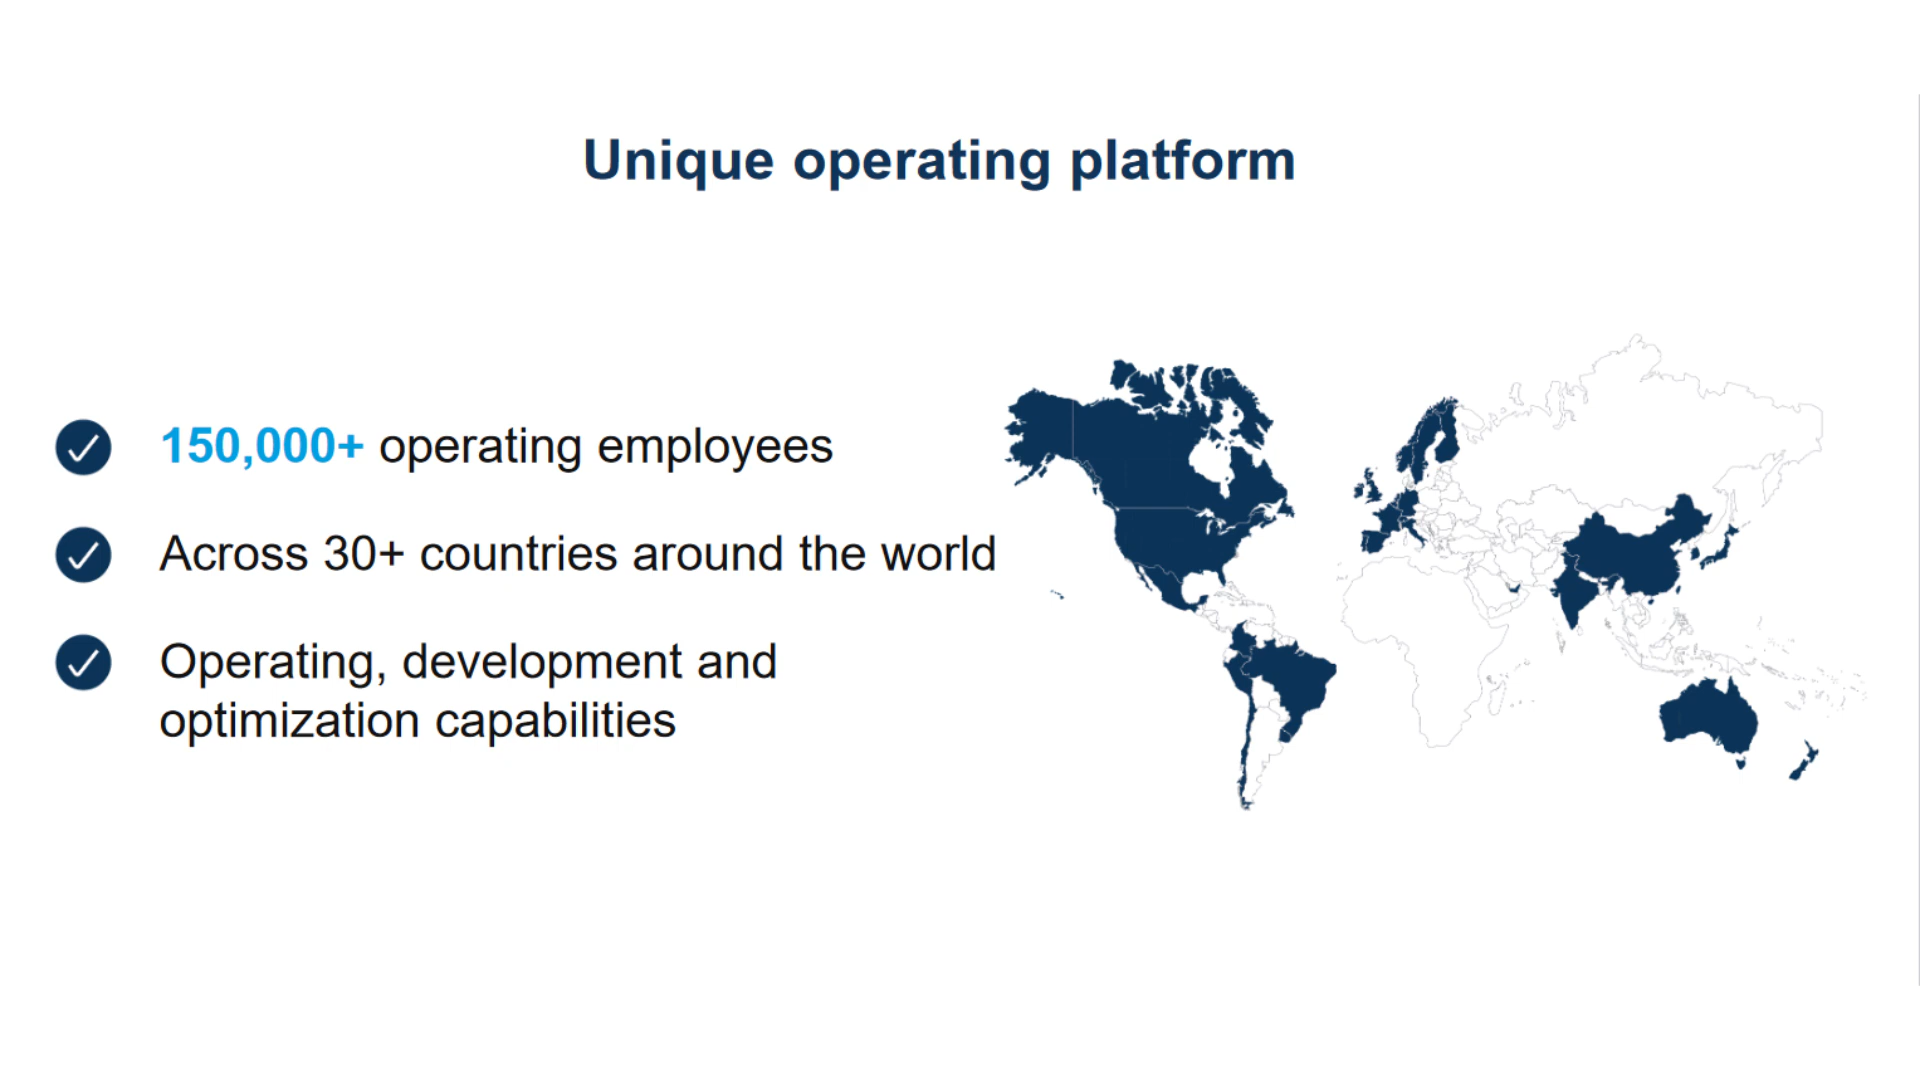 Unique operating platform
150,000+ operating employees
Across 30+ countries around the world
Operating, development and
optimization capabilities